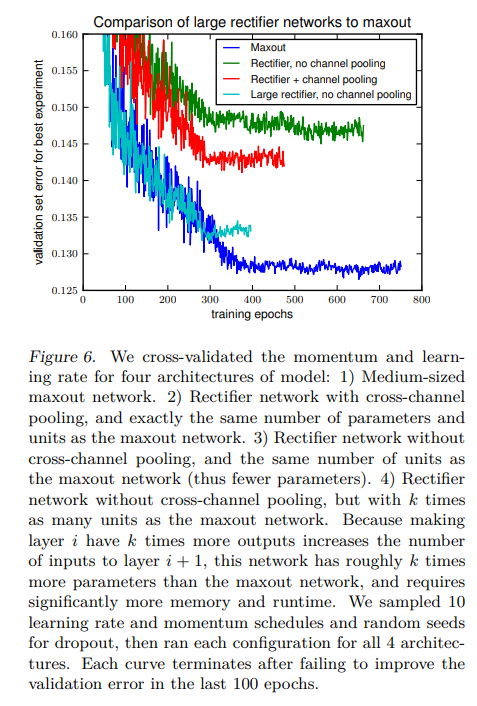 Comparison of large rectifier networks to maxout
0.160
0.155
0.150
0.145
0.140
0.135
0.130
0.125
validation set error for best experiment
Maxout
Rectifier, no channel pooling
Rectifier + channel pooling
Large rectifier, no channel pooling
0 100 200 300 400 500 600 700 800
training epochs
Figure 6. We cross-validated the momentum and learn-
ing rate for four architectures of model: 1) Medium-sized
maxout network. 2) Rectifier network with cross-channel
pooling, and exactly the same number of parameters and
units as the maxout network. 3) Rectifier network without
cross-channel pooling, and the same number of units as
the maxout network (thus fewer parameters). 4) Rectifier
network without cross-channel pooling, but with k times
as many units as the maxout network. Because making
layer i have k times more outputs increases the number
of inputs to layer i + 1, this network has roughly k times
more parameters than the maxout network, and requires
significantly more memory and runtime. We sampled 10
learning rate and momentum schedules and random seeds
for dropout, then ran each configuration for all 4 architec-
tures. Each curve terminates after failing to improve the
validation error in the last 100 epochs.